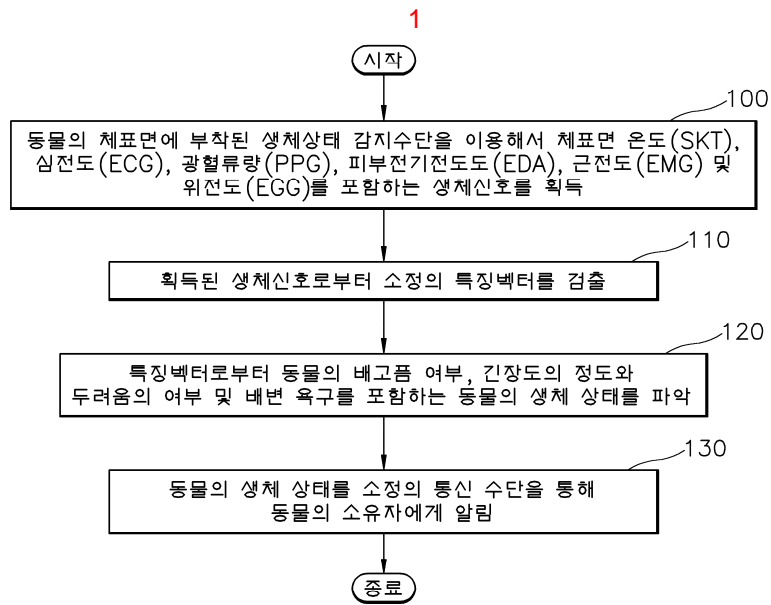 1
시작
100
동물의 체표면에 부착된 생체상태 감지수단을 이용해서 체표면 온도(SKT),
심전도(ECG), 광혈류량(PPG), 피부전기전도도(EDA), 근전도(EMG) 및
위전도(EGG)를 포함하는 생체신호를 획득
110
획득된 생체신호로부터 소정의 특징벡터를 검출
120
특징벡터로부터 동물의 배고픔 여부, 긴장도의 정도와
두려움의 여부 및 배변 욕구를 포함하는 동물의 생체 상태를 파악
130
동물의 생체 상태를 소정의 통신 수단을 통해
동물의 소유자에게 알림
종료